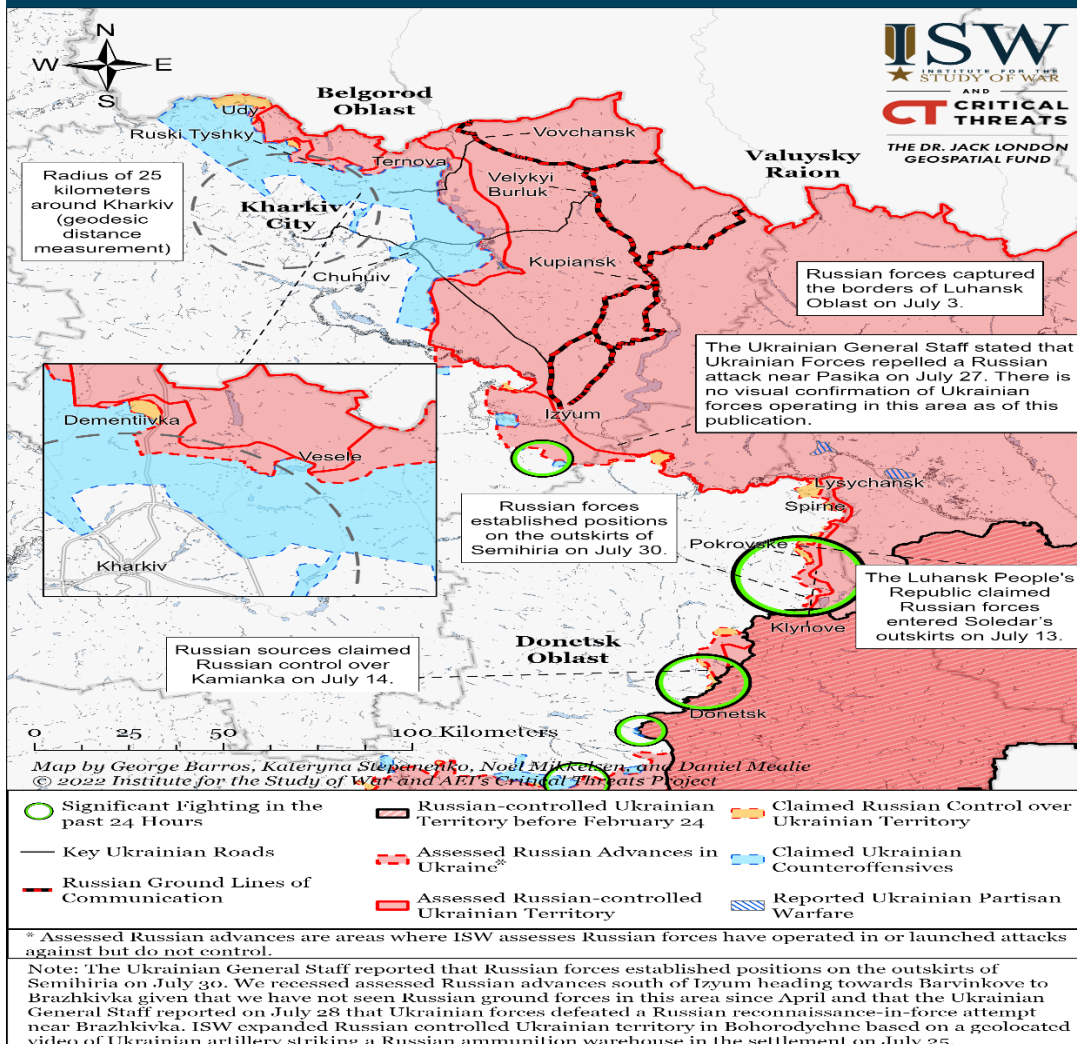 N
W E
S
ISW
INSTITUTE FOR THE
STUDY OF WAR
AND
CT CRITICAL
THREATS
THE DR. JACK LONDON
GEOSPATIAL FUND
Belgorod
Oblast
Udy
Ruski Tyshky
Ternova
Vovchansk
Velykyi
Burluk
Valuysky
Raion
Radius of 25
kilometers
around Kharkiv
(geodesic
distance
measurement)
Kharkiv
City
Chuhuiv
Kupiansk
Russian forces captured
the borders of Luhansk
Oblast on July 3.
The Ukrainian General Staff stated that
Ukrainian Forces repelled a Russian
attack near Pasika on July 27. There is
no visual confirmation of Ukrainian
forces operating in this area as of this
publication.
Izyum
Dementiivka
Vesele
Kharkiv
Lysychansk
Spirne
Russian forces
established positions
on the outskirts of
Semihiria on July 30.
Pokrovske
The Luhansk People's
Republic claimed
Russian forces
entered Soledar's
outskirts on July 13.
Klynove
Donetsk
Oblast
Russian sources claimed
Russian control over
Kamianka on July 14.
Donetsk
0 25 50 100 Kilometers
Map by George Barros, Kateryna Stepanenko, Noel Mikkelsen, and Daniel Mealie
© 2022 Institute for the Study of War and AEI's Critical Threats Project
Significant Fighting in the
past 24 Hours
Key Ukrainian Roads
Russian Ground Lines of
Communication
Russian-controlled Ukrainian
Territory before February 24
Assessed Russian Advances in
Ukraine*
Assessed Russian-controlled
Ukrainian Territory
Claimed Russian Control over
Ukrainian Territory
Claimed Ukrainian
Counteroffensives
Reported Ukrainian Partisan
Warfare
* Assessed Russian advances are areas where ISW assesses Russian forces have operated in or launched attacks
against but do not control.
Note: The Ukrainian General Staff reported that Russian forces established positions on the outskirts of
Semihiria on July 30. We recessed assessed Russian advances south of Izyum heading towards Barvinkove to
Brazhkivka given that we have not seen Russian ground forces in this area since April and that the Ukrainian
General Staff reported on July 28 that Ukrainian forces defeated a Russian reconnaissance-in-force attempt
near Brazhkivka. ISW expanded Russian controlled Ukrainian territory in Bohorodychne based on a geolocated
video of Ukrainian artillery striking a Russian ammunition warehouse in the settlement on July 25.